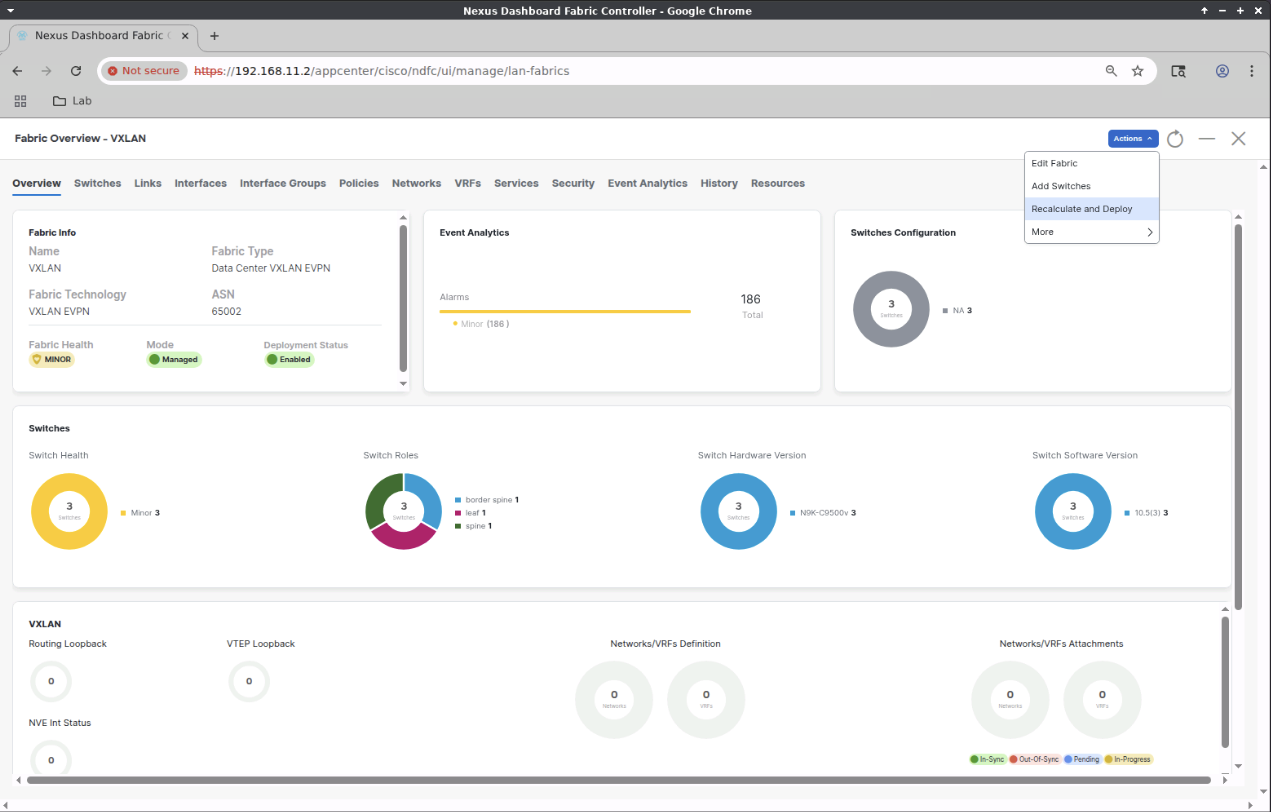 Nexus Dashboard Fabric Controller - Google Chrome
Nexus Dashboard Fabric C
Not secure https://192.168.11.2/appcenter/cisco/ndfc/ui/manage/lan-fabrics
Lab
Fabric Overview - VXLAN
Actions
Edit Fabric
Add Switches
Recalculate and Deploy
More
Overview Switches Links Interfaces Interface Groups Policies Networks VRFs Services Security Event Analytics History Resources
Fabric Info
Name Fabric Type
VXLAN Data Center VXLAN EVPN
Fabric Technology ASN
VXLAN EVPN 65002
Fabric Health Mode Deployment Status
MINOR Managed Enabled
Event Analytics
Alarms
186
Total
Minor (186 )
Switches Configuration
3
Switches
NA 3
Switches
Switch Health
3
Switches
Minor 3
Switch Roles
3
Switches
border spine 1
leaf 1
spine 1
Switch Hardware Version
3
Switches
N9K-C9500v 3
Switch Software Version
3
Switches
10.5(3) 3
VXLAN
Routing Loopback
0
VTEP Loopback
0
NVE Int Status
0
Networks/VRFs Definition
0
Networks
0
VRFs
Networks/VRFs Attachments
0
Networks
0
VRFs
In-Sync Out-Of-Sync Pending In-Progress